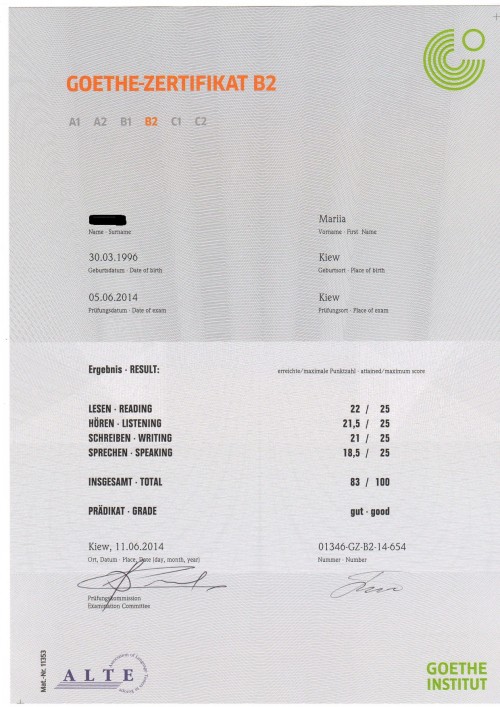 GOETHE-ZERTIFIKAT B2
A1 A2 B1 B2 C1 C2
Mariia
Name · Surname
Vorname · First Name
30.03.1996
Kiew
Geburtsdatum · Date of birth
Geburtsort · Place of birth
05.06.2014
Kiew
Prüfungsdatum · Date of exam
Prüfungsort · Place of exam
Ergebnis · RESULT:
erreichte/maximale Punktzahl · attained/maximum score
LESEN · READING 22 / 25
HÖREN · LISTENING 21,5 / 25
SCHREIBEN · WRITING 21 / 25
SPRECHEN · SPEAKING 18,5 / 25
INSGESAMT · TOTAL 83 / 100
PRÄDIKAT · GRADE gut · good
Kiew, 11.06.2014
01346-GZ-B2-14-654
Ort, Datum · Place, Date (day, month, year)
Nummer · Number
Prüfungskommission
Examination Committee
Mat.-Nr. 11353
ALTE
Association of Language Testers in Europe
GOETHE
INSTITUT